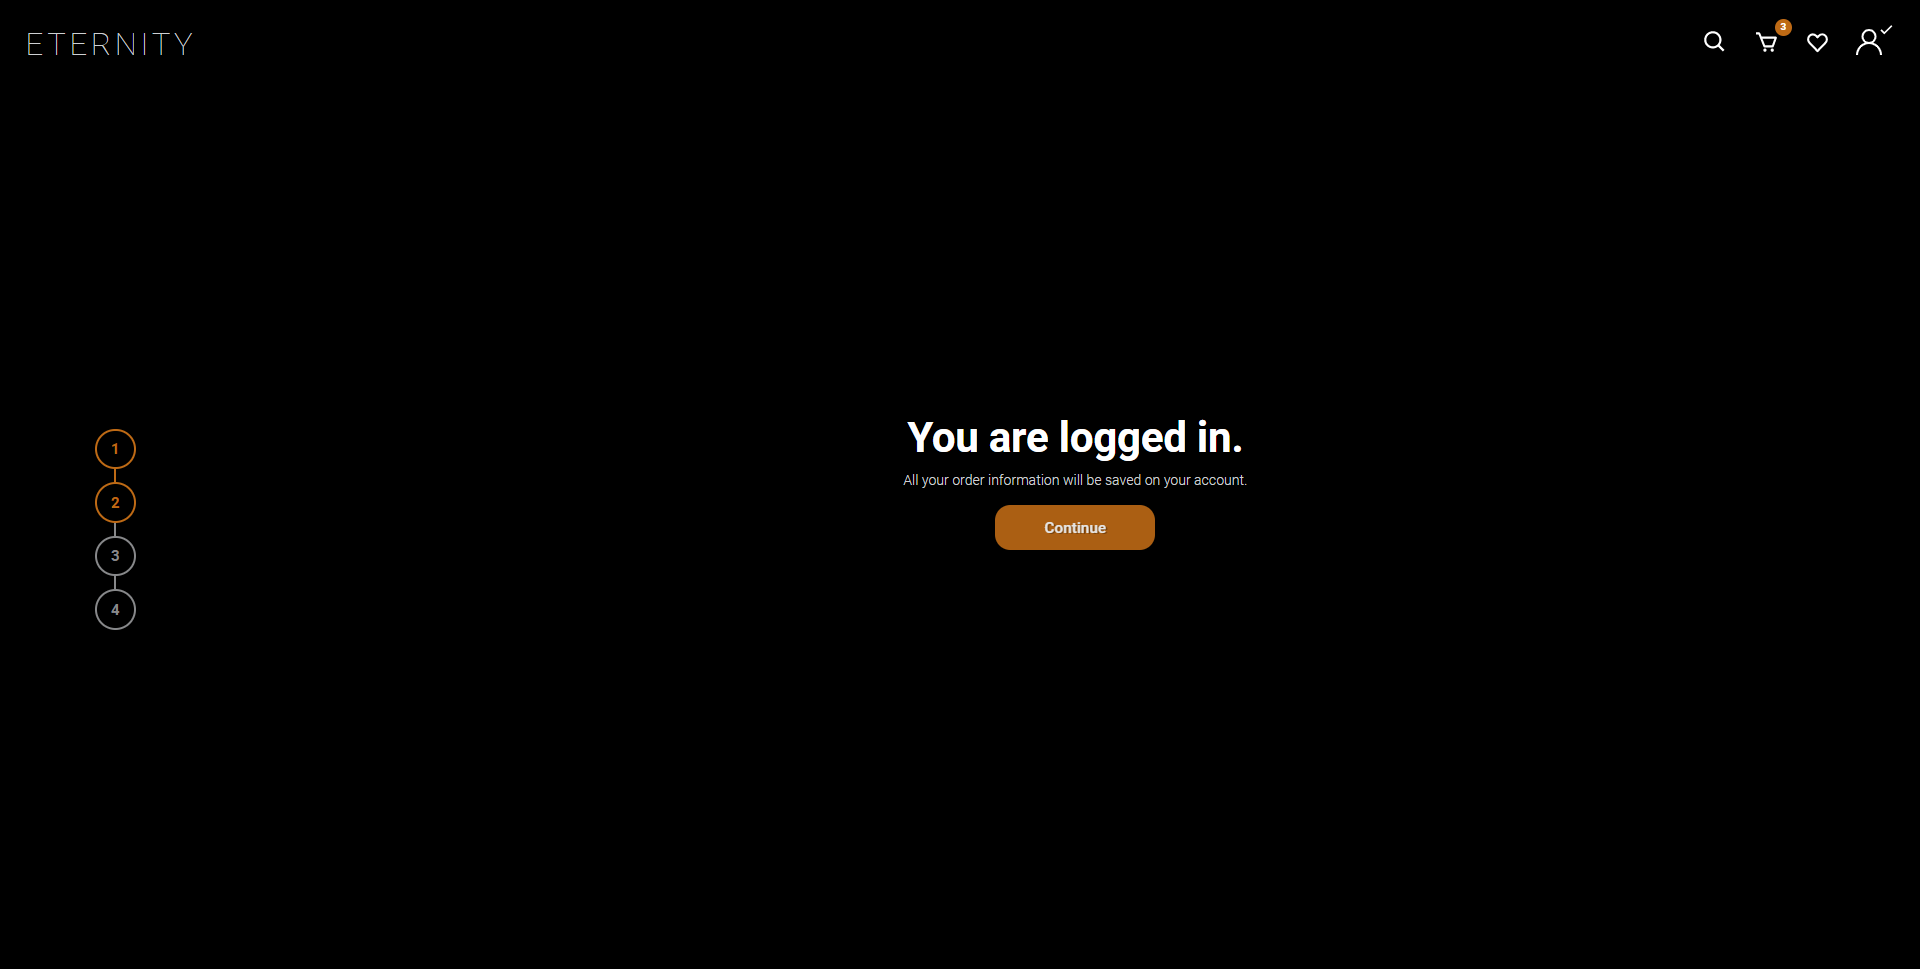 ETERNITY
3
1
2
3
4
You are logged in.
All your order information will be saved on your account.
Continue